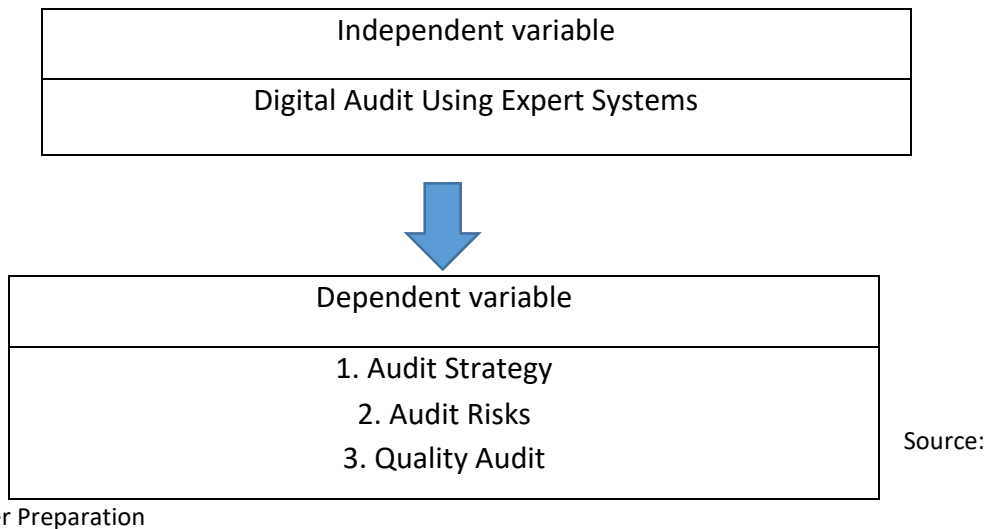 Independent variable
Digital Audit Using Expert Systems
Dependent variable
1. Audit Strategy
2. Audit Risks
3. Quality Audit
Source:
Preparation